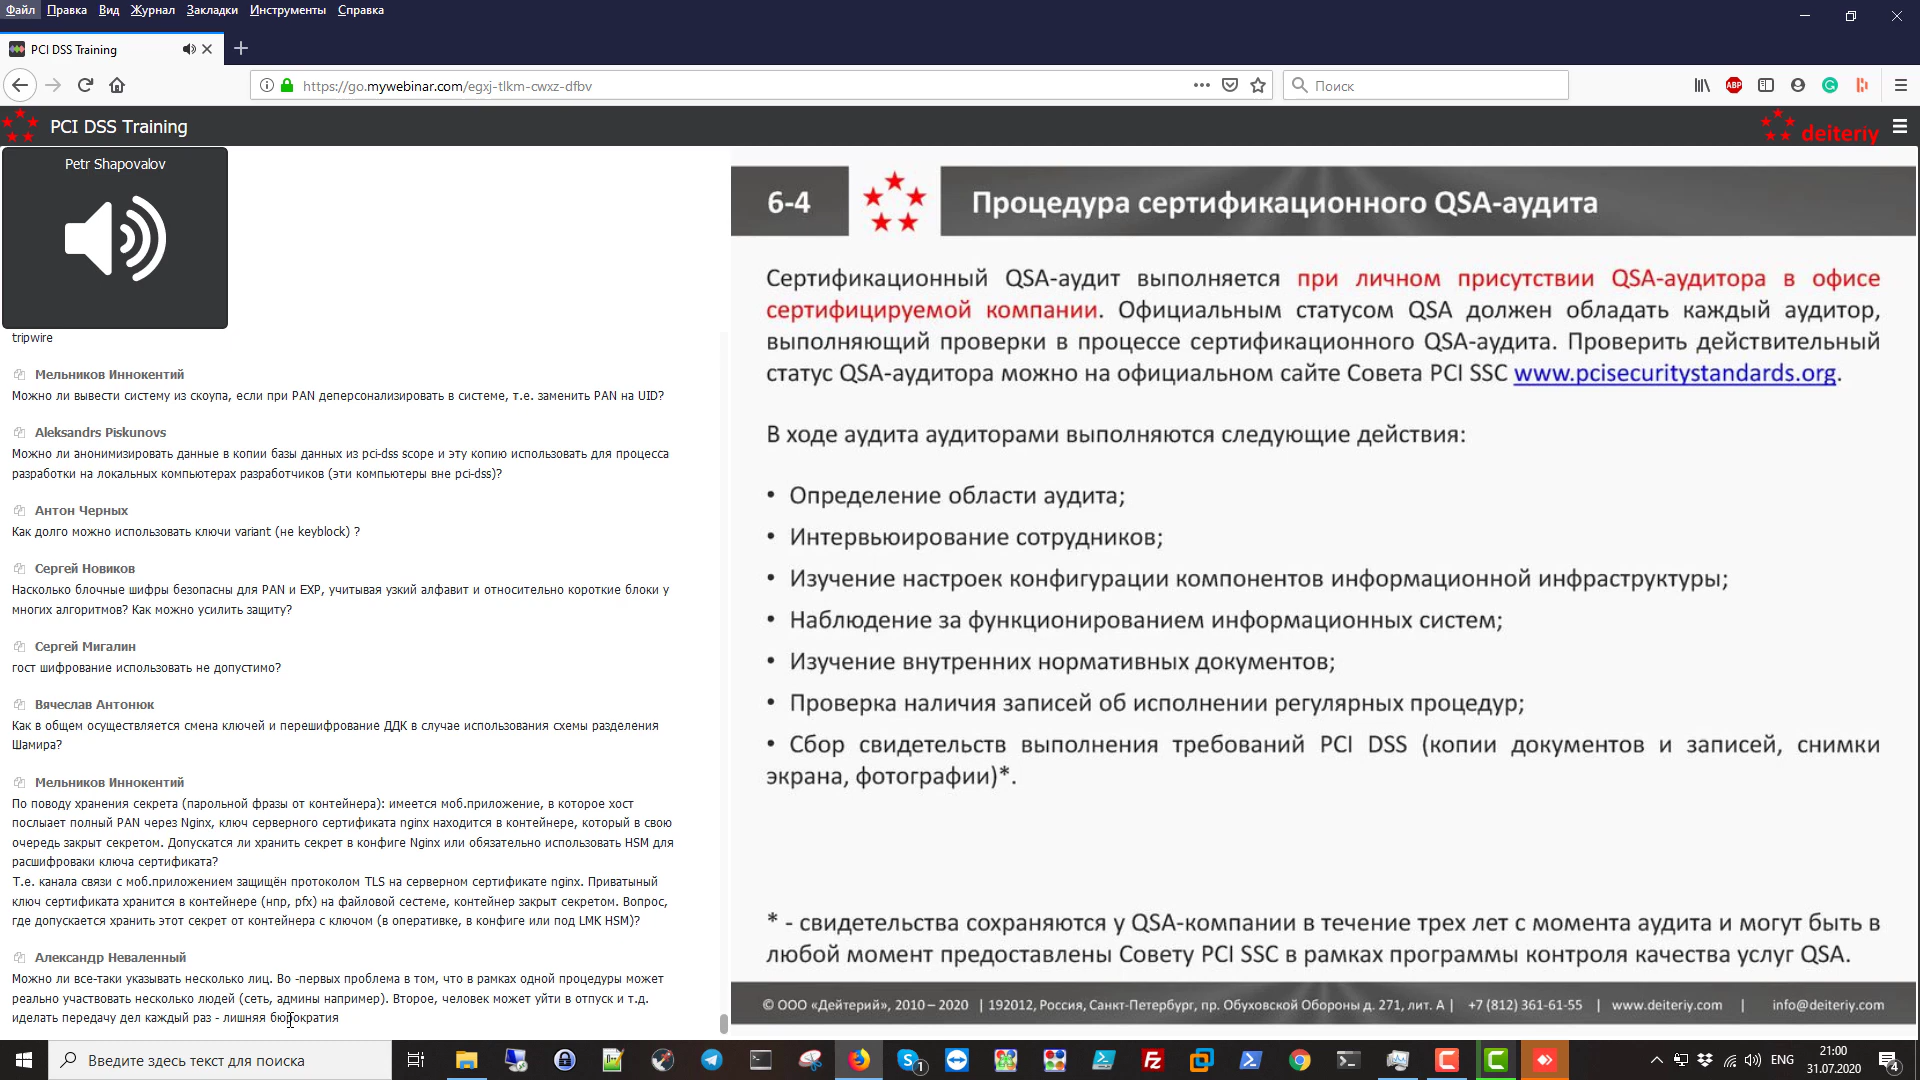 Файл Правка Вид Журнал Закладки Инструменты Справка
PCI DSS Training
https://go.mywebinar.com/egxj-tlkm-cwxz-dfbv
Поиск
ABP
PCI DSS Training
deiteriy
Petr Shapovalov
tripwire
Мельников Иннокентий
Можно ли вывести систему из скоупа, если при PAN деперсонализировать в системе, т.е. заменить PAN на UID?
Aleksandrs Piskunovs
Можно ли анонимизировать данные в копии базы данных из pci-dss scope и эту копию использовать для процесса
разработки на локальных компьютерах разработчиков (эти компьютеры вне pci-dss)?
Антон Черных
Как долго можно использовать ключи variant (не keyblock) ?
Сергей Новиков
Насколько блочные шифры безопасны для PAN и EXP, учитывая узкий алфавит и относительно короткие блоки у
многих алгоритмов? Как можно усилить защиту?
Сергей Мигалин
гост шифрование использовать не допустимо?
Вячеслав Антонюк
Как в общем осуществляется смена ключей и перешифрование ДДК в случае использования схемы разделения
Шамира?
Мельников Иннокентий
По поводу хранения секрета (парольной фразы от контейнера): имеется моб.приложение, в которое хост
послыает полный PAN через Nginx, ключ серверного сертификата nginx находится в контейнере, который в свою
очередь закрыт секретом. Допускатся ли хранить секрет в конфиге Nginx или обязательно использовать HSM для
расшифроваки ключа сертификата?
Т.е. канала связи с моб.приложением защищён протоколом TLS на серверном сертификате nginx. Приватыный
ключ сертификата хранится в контейнере (нпр, pfx) на файловой сестеме, контейнер закрыт секретом. Вопрос,
где допускается хранить этот секрет от контейнера с ключом (в оперативке, в конфиге или под LMK HSM)?
Александр Неваленный
Можно ли все-таки указывать несколько лиц. Во -первых проблема в том, что в рамках одной процедуры может
реально участвовать несколько людей (сеть, админы например). Второе, человек может уйти в отпуск и т.д.
иделать передачу дел каждый раз - лишняя бюрократия
6-4
Процедура сертификационного QSA-аудита
Сертификационный QSA-аудит выполняется при личном присутствии QSA-аудитора в офисе
сертифицируемой компании. Официальным статусом QSA должен обладать каждый аудитор,
выполняющий проверки в процессе сертификационного QSA-аудита. Проверить действительный
статус QSA-аудитора можно на официальном сайте Совета PCI SSC www.pcisecuritystandards.org.
В ходе аудита аудиторами выполняются следующие действия:
• Определение области аудита;
• Интервьюирование сотрудников;
• Изучение настроек конфигурации компонентов информационной инфраструктуры;
• Наблюдение за функционированием информационных систем;
• Изучение внутренних нормативных документов;
• Проверка наличия записей об исполнении регулярных процедур;
• Сбор свидетельств выполнения требований PCI DSS (копии документов и записей, снимки
экрана, фотографии)*.
* - свидетельства сохраняются у QSA-компании в течение трех лет с момента аудита и могут быть в
любой момент предоставлены Совету PCI SSC в рамках программы контроля качества услуг QSA.
© ООО «Дейтерий», 2010 – 2020 | 192012, Россия, Санкт-Петербург, пр. Обуховской Обороны д. 271, лит. А | +7 (812) 361-61-55 | www.deiteriy.com | info@deiteriy.com
Введите здесь текст для поиска
1
ENG
21:00
31.07.2020
4